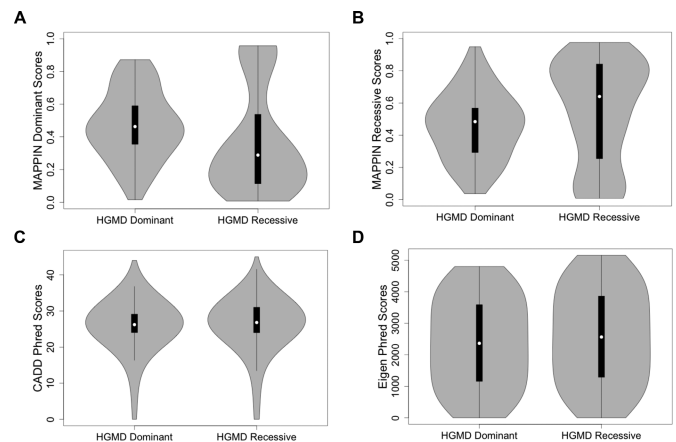 A
MAPPIN Dominant Scores
1.0
0.8
0.6
0.4
0.2
0.0
HGMD Dominant HGMD Recessive
B
MAPPIN Recessive Scores
1.0
0.8
0.6
0.4
0.2
0.0
HGMD Dominant HGMD Recessive
C
CADD Phred Scores
40
30
20
10
0
HGMD Dominant HGMD Recessive
D
Eigen Phred Scores
5000
4000
3000
2000
1000
0
HGMD Dominant HGMD Recessive